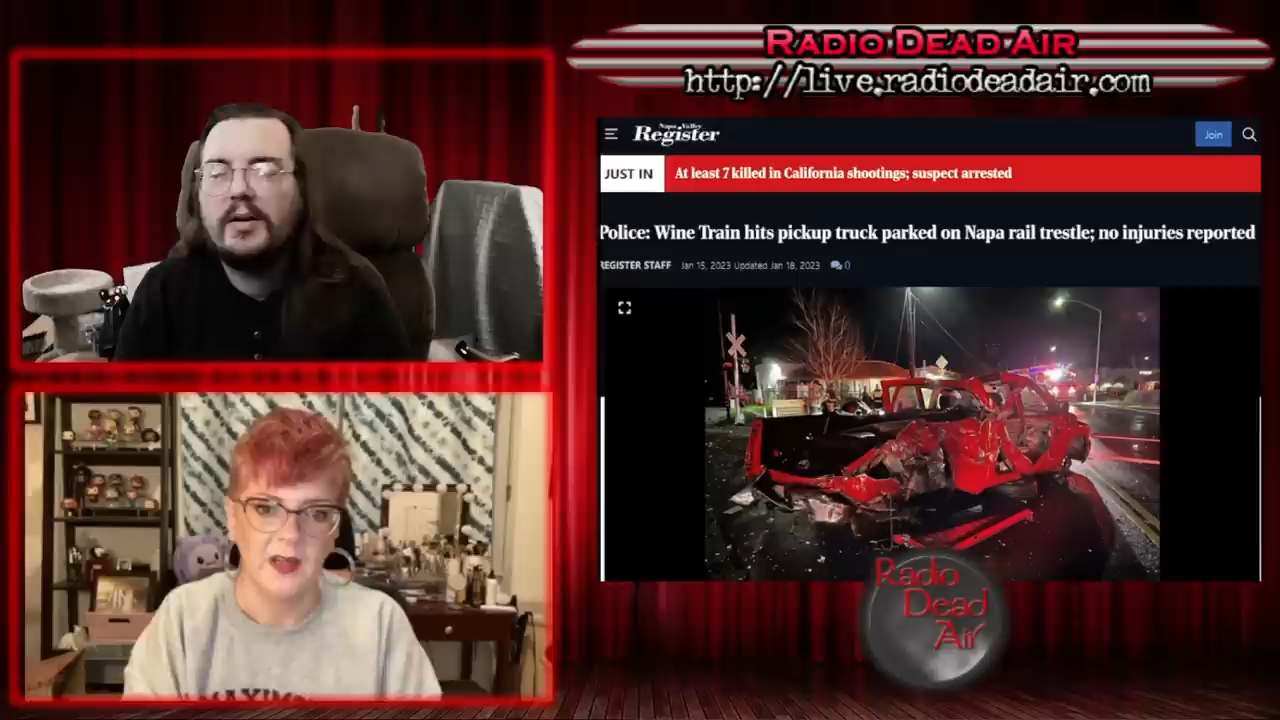 RADIO DEAD AIR
http://live.radiodeadair.com
Napa Valley
Register
Join
JUST IN
At least 7 killed in California shootings; suspect arrested
Police: Wine Train hits pickup truck parked on Napa rail trestle; no injuries reported
REGISTER STAFF Jan 15, 2023 Updated Jan 18, 2023 0
Radio
Dead
Air